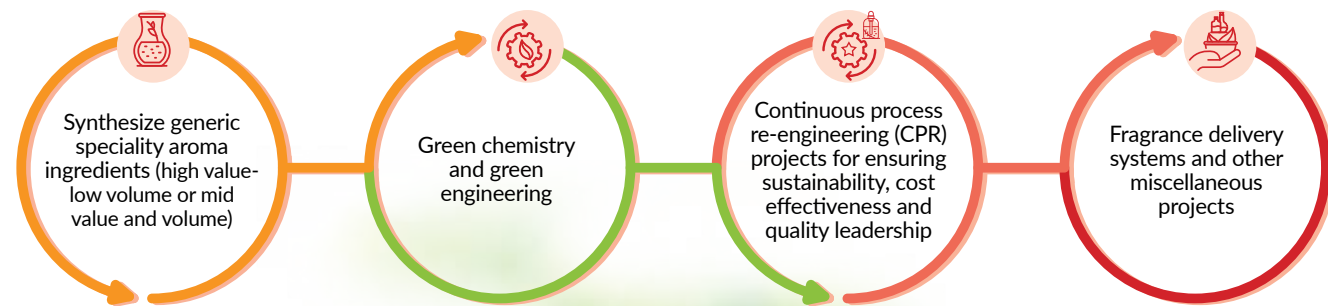 Synthesize generic
speciality aroma
ingredients (high value-
low volume or mid
value and volume)
Green chemistry
and green
engineering
Continuous process
re-engineering (CPR)
projects for ensuring
sustainability, cost
effectiveness and
quality leadership
Fragrance delivery
systems and other
miscellaneous
projects